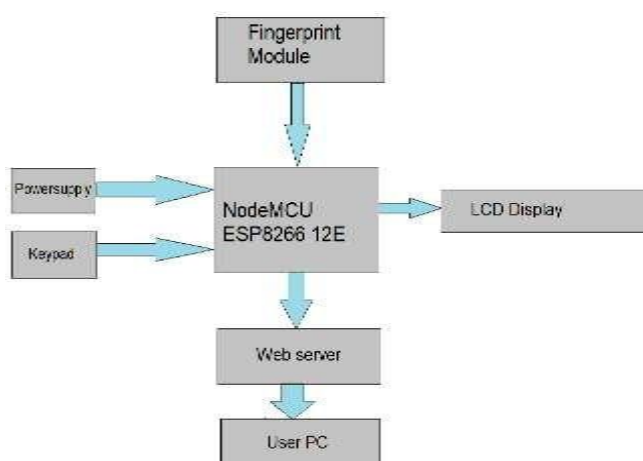 Fingerprint
Module
Powersupply
NodeMCU
ESP8266 12E
LCD Display
Keypad
Web server
User PC